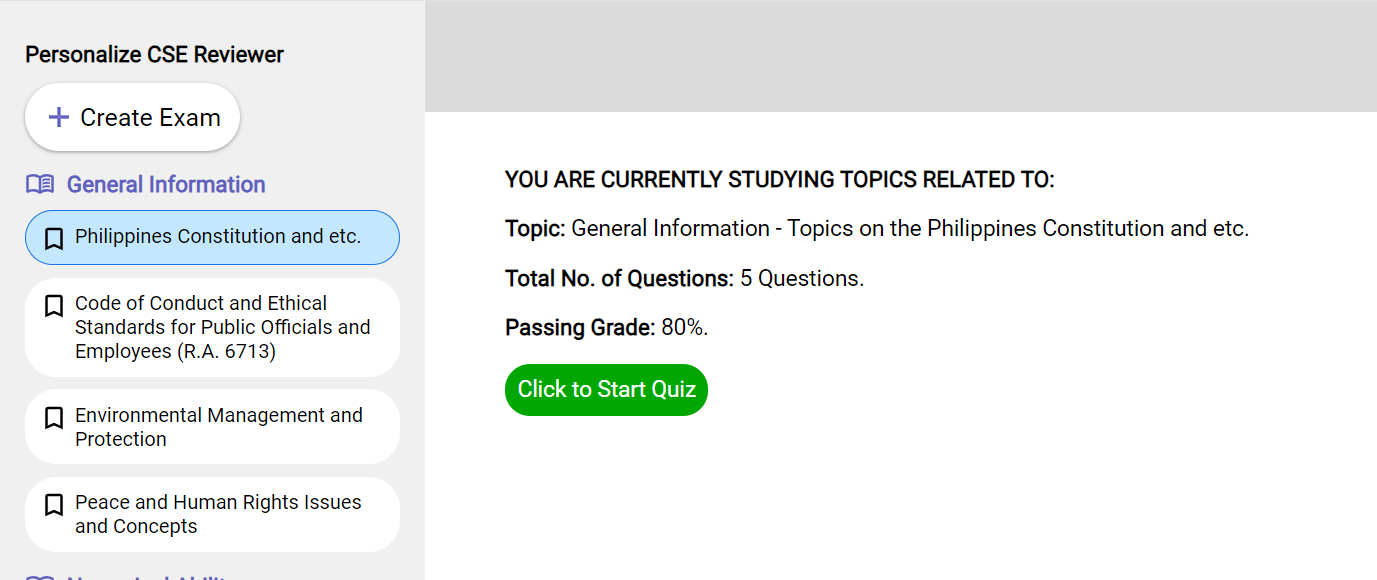 Personalize CSE Reviewer
Create Exam
General Information
Philippines Constitution and etc.
Code of Conduct and Ethical
Standards for Public Officials and
Employees (R.A. 6713)
Environmental Management and
Protection
Peace and Human Rights Issues
and Concepts
YOU ARE CURRENTLY STUDYING TOPICS RELATED TO:
Topic: General Information - Topics on the Philippines Constitution and etc.
Total No. of Questions: 5 Questions.
Passing Grade: 80%.
Click to Start Quiz